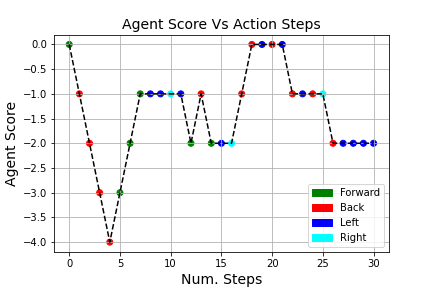 Agent Score Vs Action Steps
Agent Score
0.0
−0.5
−1.0
−1.5
−2.0
−2.5
−3.0
−3.5
−4.0
Forward
Back
Left
Right
0 5 10 15 20 25 30
Num. Steps